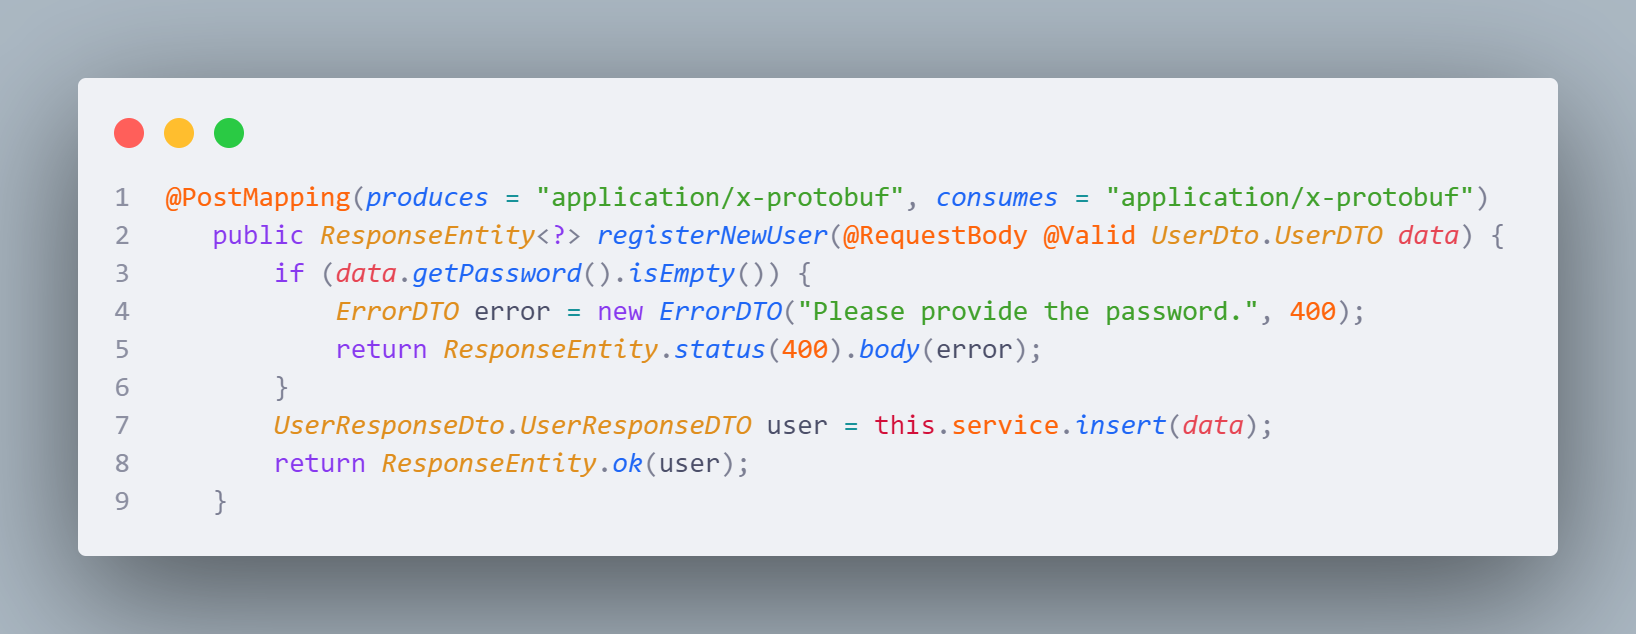 1 @PostMapping(produces = "application/x-protobuf", consumes = "application/x-protobuf")
2    public ResponseEntity<?> registerNewUser(@RequestBody @Valid UserDto.UserDTO data) {
3        if (data.getPassword().isEmpty()) {
4            ErrorDTO error = new ErrorDTO("Please provide the password.", 400);
5            return ResponseEntity.status(400).body(error);
6        }
7        UserResponseDto.UserResponseDTO user = this.service.insert(data);
8        return ResponseEntity.ok(user);
9    }